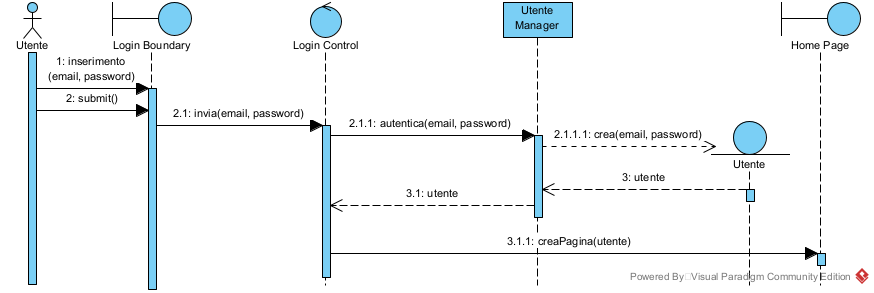 Utente
Login Boundary
Login Control
Utente
Manager
Home Page
1: inserimento
(email, password)
2: submit()
2.1: invia(email, password)
2.1.1: autentica(email, password)
2.1.1.1: crea(email, password)
Utente
3: utente
3.1: utente
3.1.1: creaPagina(utente)
Powered By Visual Paradigm Community Edition